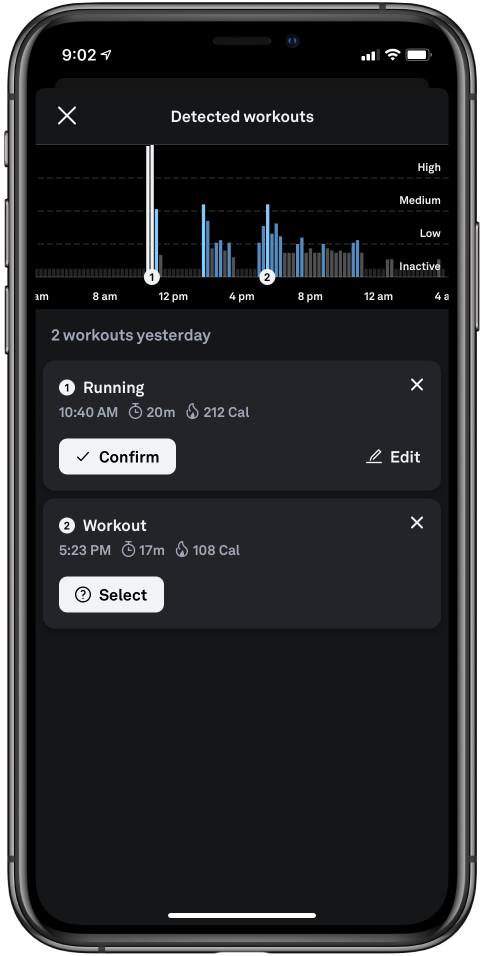 9:02
Detected workouts
High
Medium
Low
Inactive
am 8 am 12 pm 4 pm 8 pm 12 am 4 a
1 2
2 workouts yesterday
1 Running
10:40 AM 20m 212 Cal
Confirm Edit
2 Workout
5:23 PM 17m 108 Cal
? Select